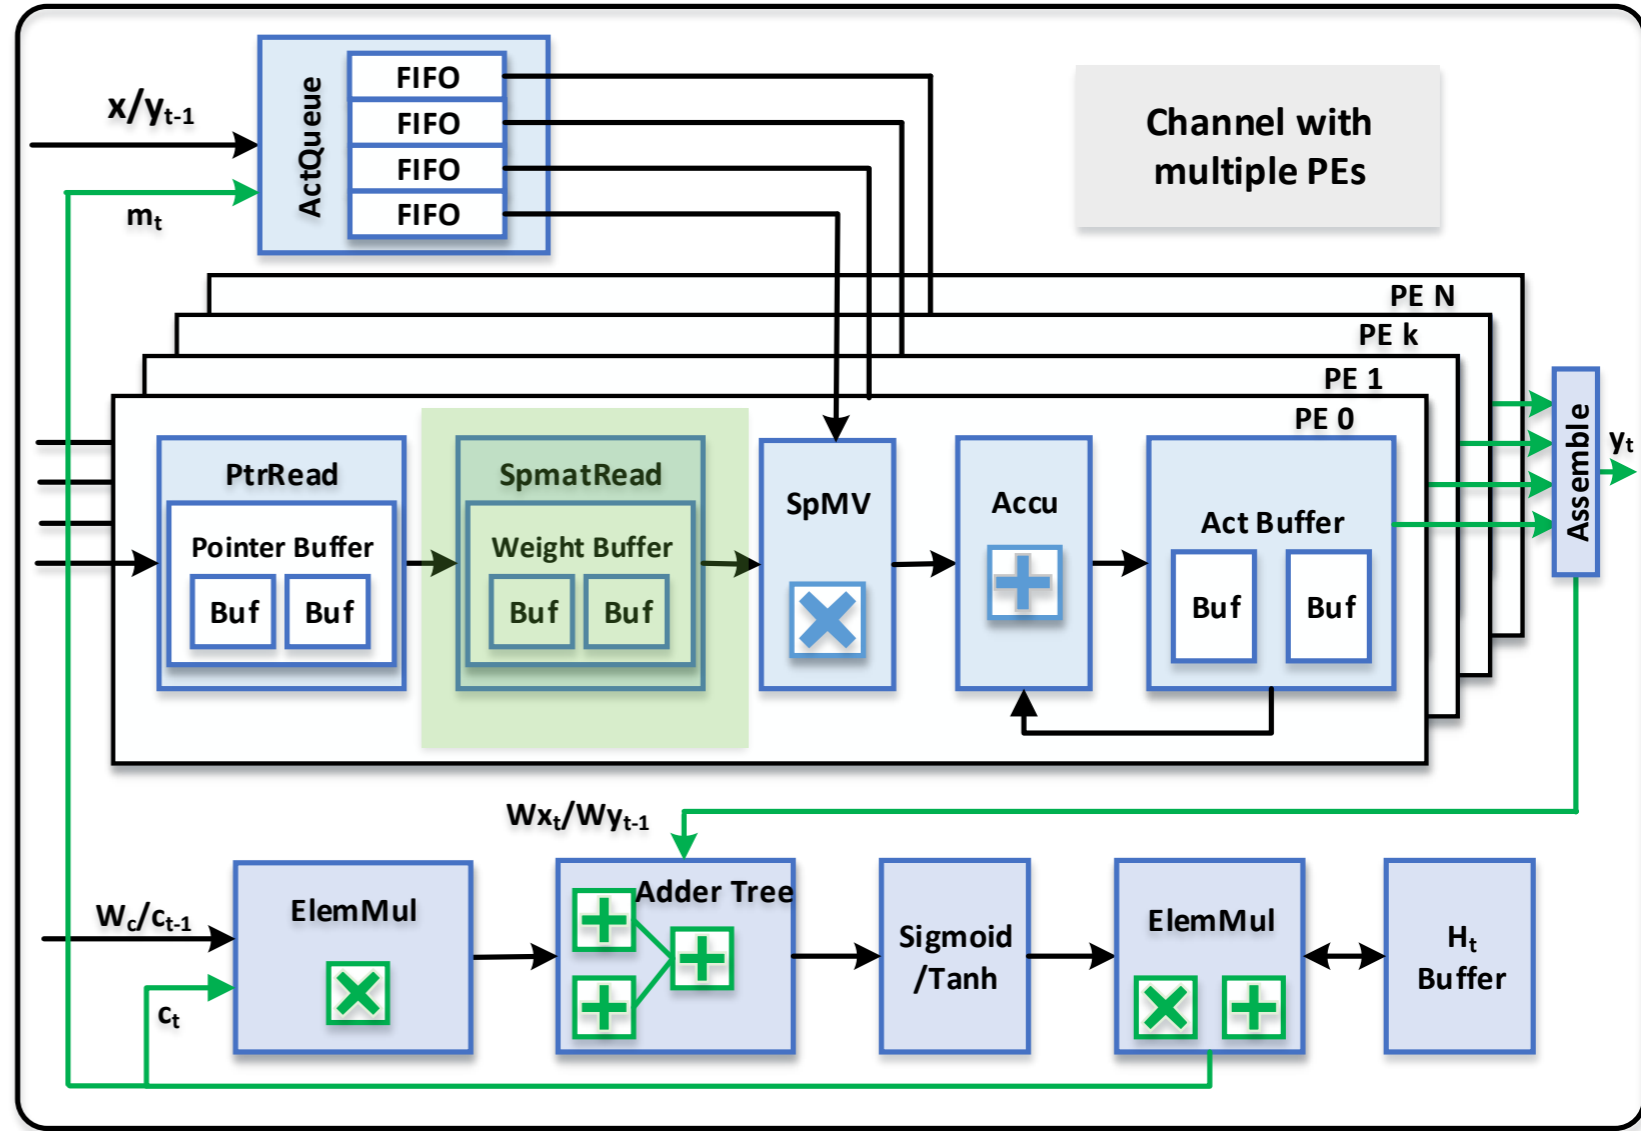 x/yt-1
mt
ActQueue
FIFO
FIFO
FIFO
FIFO
Channel with
multiple PEs
PE N
PE k
PE 1
PE 0
PtrRead
Pointer Buffer
Buf
Buf
SpmatRead
Weight Buffer
Buf
Buf
SpMV
Accu
Act Buffer
Buf
Buf
Assemble
yt
Wxt/Wyt-1
Wc/ct-1
ct
ElemMul
Adder Tree
Sigmoid
/Tanh
ElemMul
Ht
Buffer